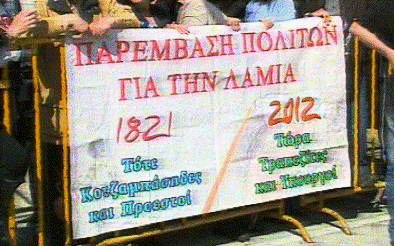 ΠΑΡΕΜΒΑΣΗ ΠΟΛΙΤΩΝ
ΓΙΑ ΤΗΝ ΛΑΜΙΑ
1821
Τότε
Κοτζαμπάσηδες
και Προεστοί
2012
Τώρα
Τραπεζίτες
και Υπουργοί